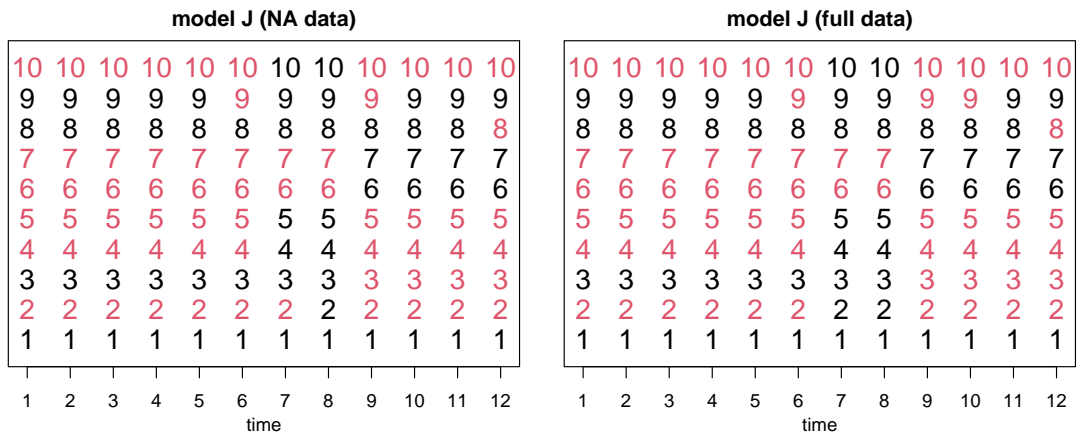 model J (NA data)
10 10 10 10 10 10 10 10 10 10 10 10
9 9 9 9 9 9 9 9 9 9 9 9
8 8 8 8 8 8 8 8 8 8 8 8
7 7 7 7 7 7 7 7 7 7 7 7
6 6 6 6 6 6 6 6 6 6 6 6
5 5 5 5 5 5 5 5 5 5 5 5
4 4 4 4 4 4 4 4 4 4 4 4
3 3 3 3 3 3 3 3 3 3 3 3
2 2 2 2 2 2 2 2 2 2 2 2
1 1 1 1 1 1 1 1 1 1 1 1
1 2 3 4 5 6 7 8 9 10 11 12
time
model J (full data)
10 10 10 10 10 10 10 10 10 10 10 10
9 9 9 9 9 9 9 9 9 9 9 9
8 8 8 8 8 8 8 8 8 8 8 8
7 7 7 7 7 7 7 7 7 7 7 7
6 6 6 6 6 6 6 6 6 6 6 6
5 5 5 5 5 5 5 5 5 5 5 5
4 4 4 4 4 4 4 4 4 4 4 4
3 3 3 3 3 3 3 3 3 3 3 3
2 2 2 2 2 2 2 2 2 2 2 2
1 1 1 1 1 1 1 1 1 1 1 1
1 2 3 4 5 6 7 8 9 10 11 12
time